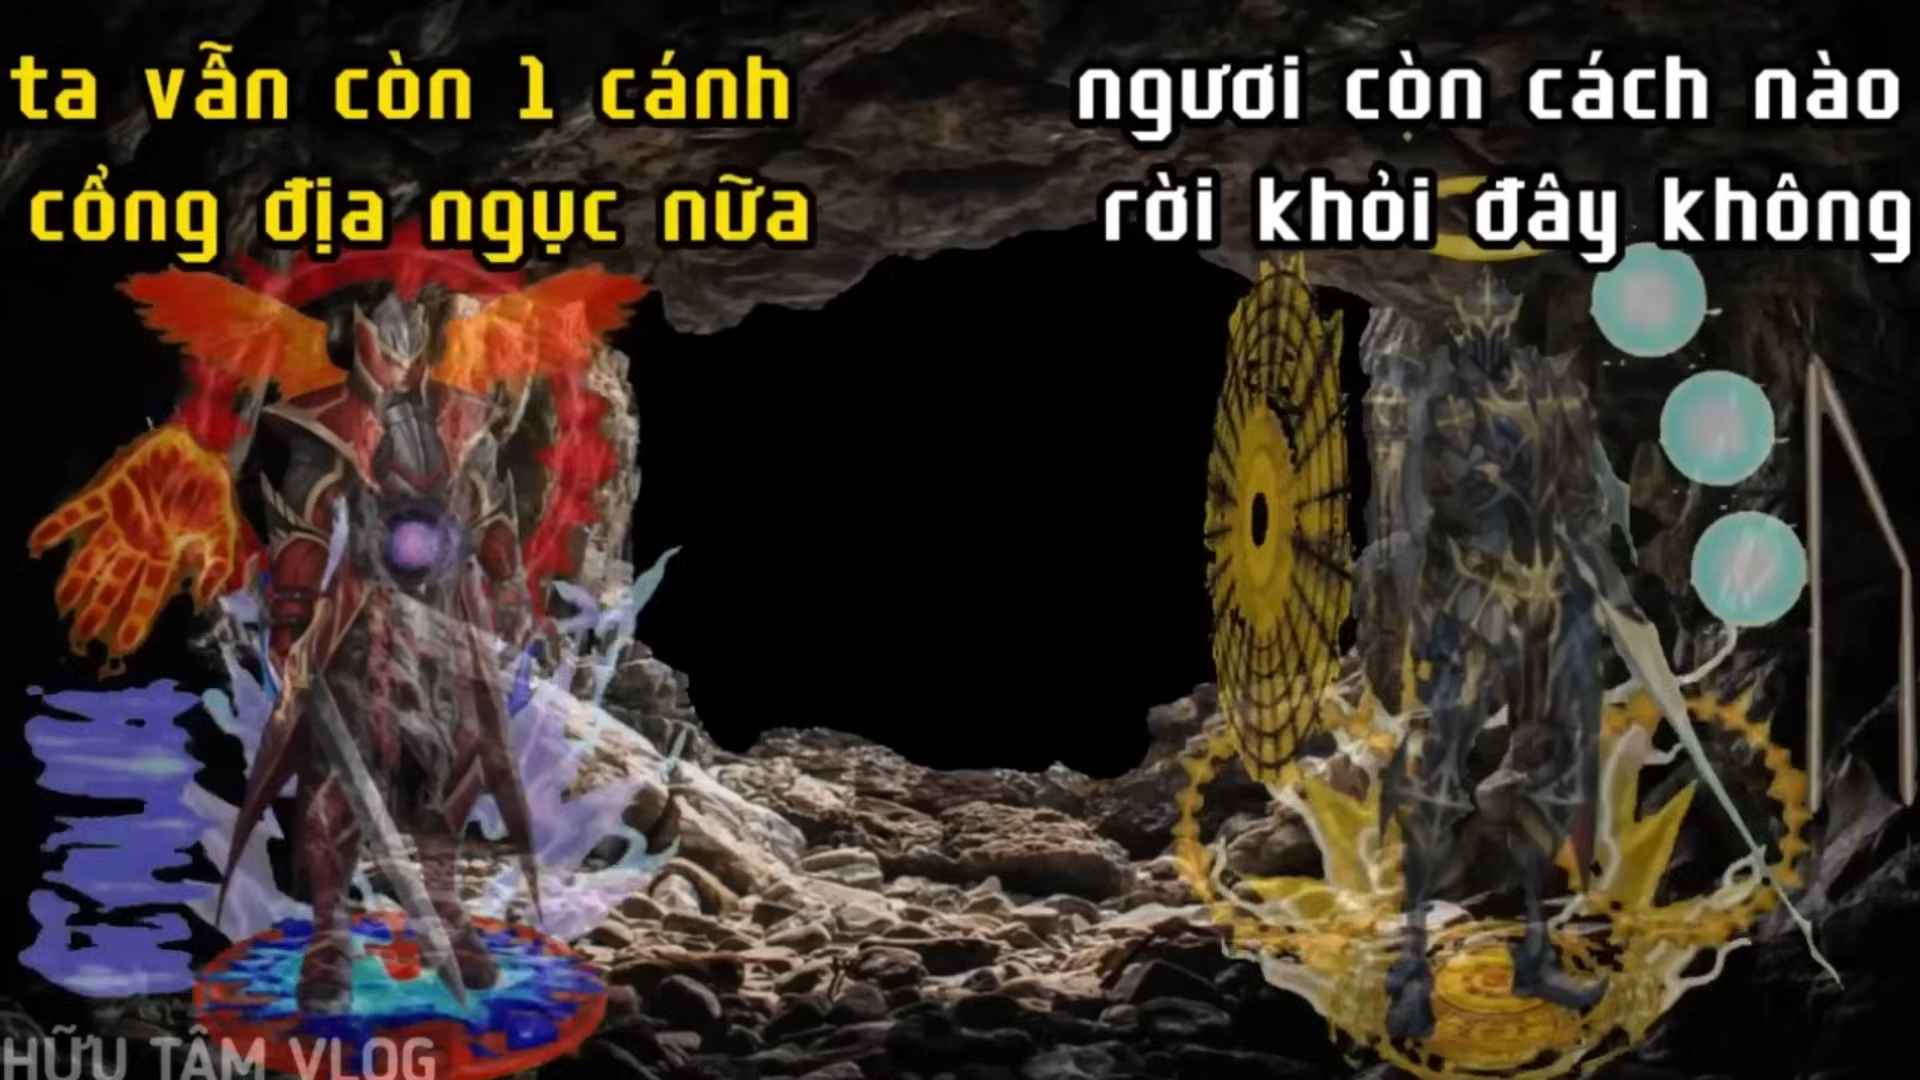 ta vẫn còn 1 cánh
cổng địa ngục nữa
ngươi còn cách nào
rời khỏi đây không
HỮU TÂM VLOG